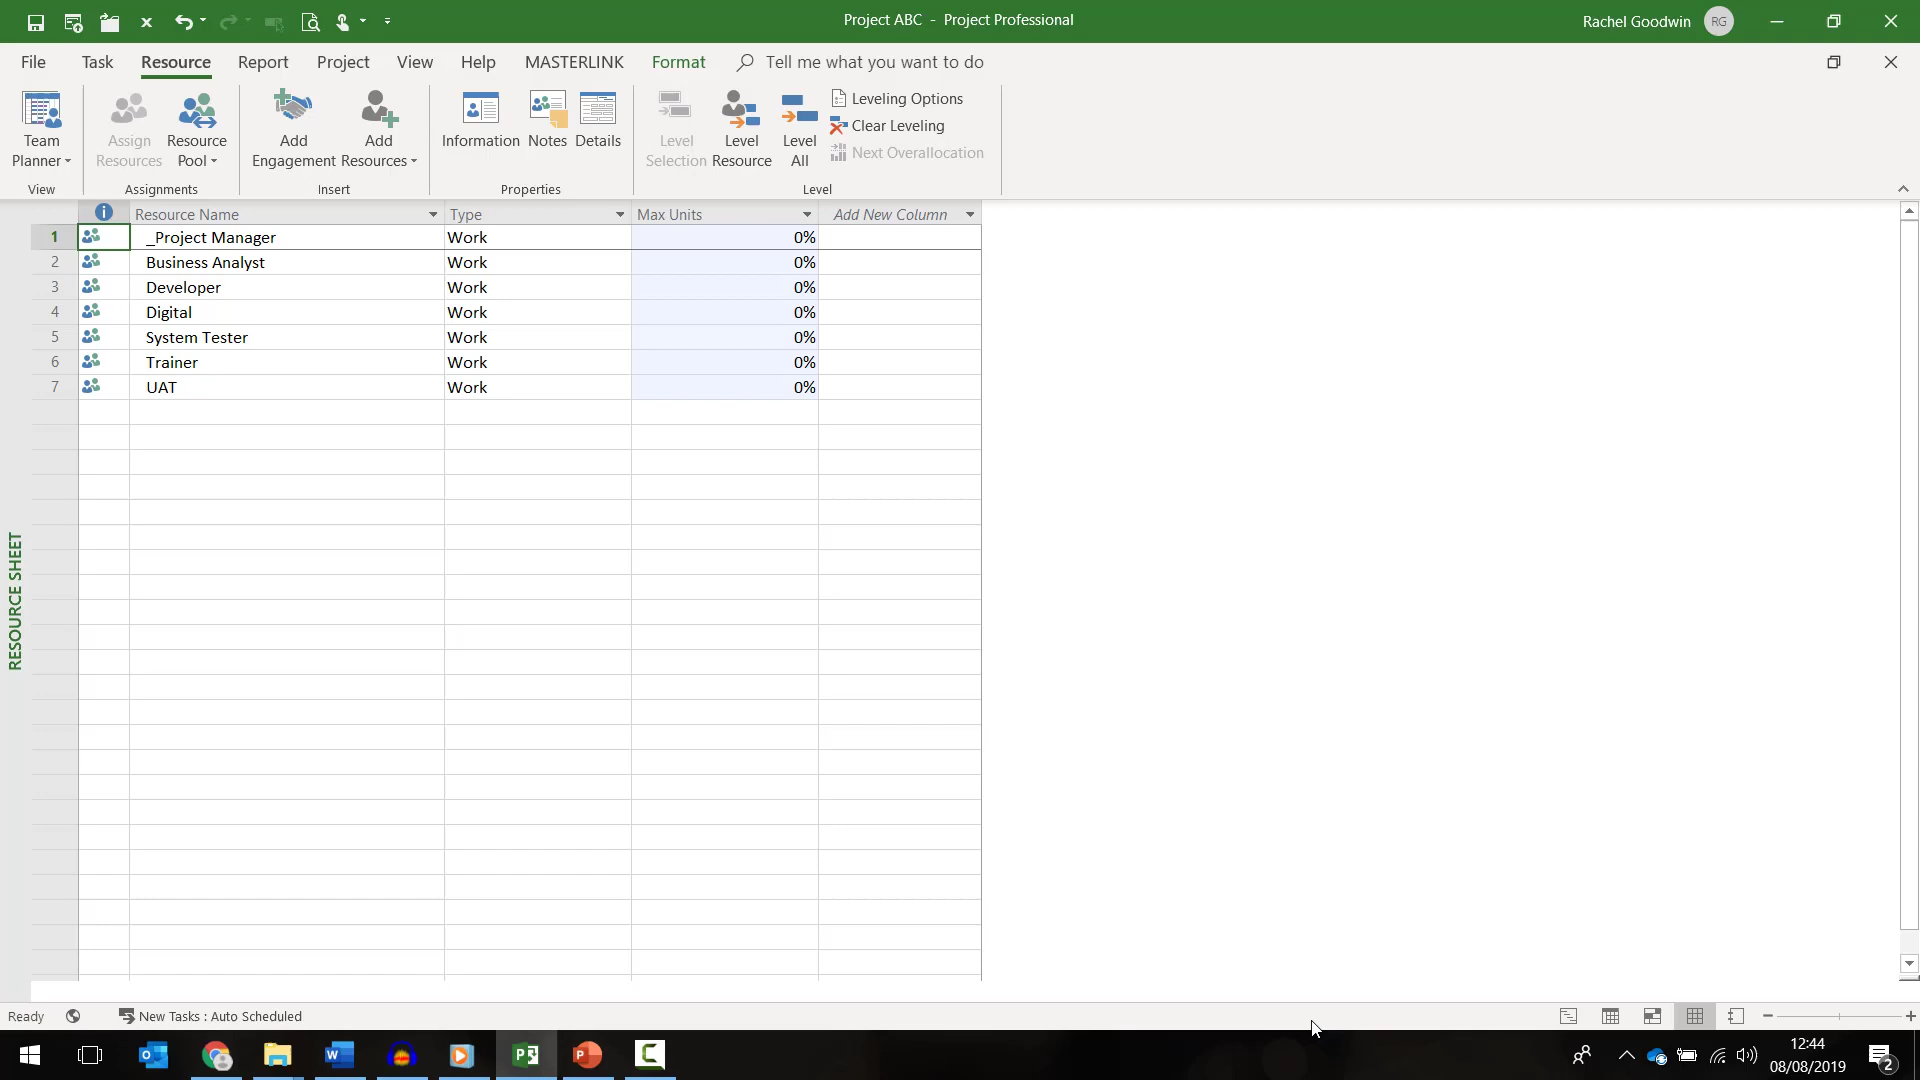 Project ABC - Project Professional
Rachel Goodwin RG
File Task Resource Report Project View Help MASTERLINK Format Tell me what you want to do
Team Planner
Assign Resources
Resource Pool
Add Engagement
Add Resources
Information
Notes
Details
Level Selection
Level Resource
Level All
Leveling Options
Clear Leveling
Next Overallocation
View Assignments Insert Properties Level
Resource Name Type Max Units Add New Column
1 _Project Manager Work 0%
2 Business Analyst Work 0%
3 Developer Work 0%
4 Digital Work 0%
5 System Tester Work 0%
6 Trainer Work 0%
7 UAT Work 0%
RESOURCE SHEET
Ready New Tasks : Auto Scheduled
12:44
08/08/2019
2